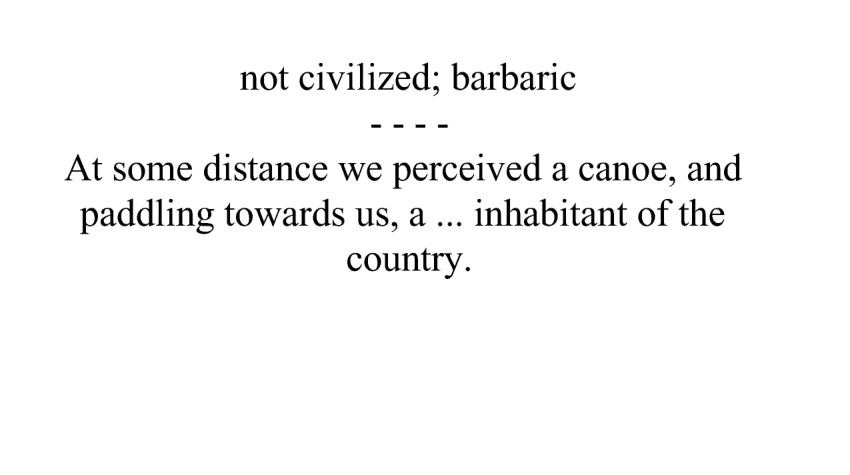 not civilized; barbaric
- - - -
At some distance we perceived a canoe, and
paddling towards us, a ... inhabitant of the
country.